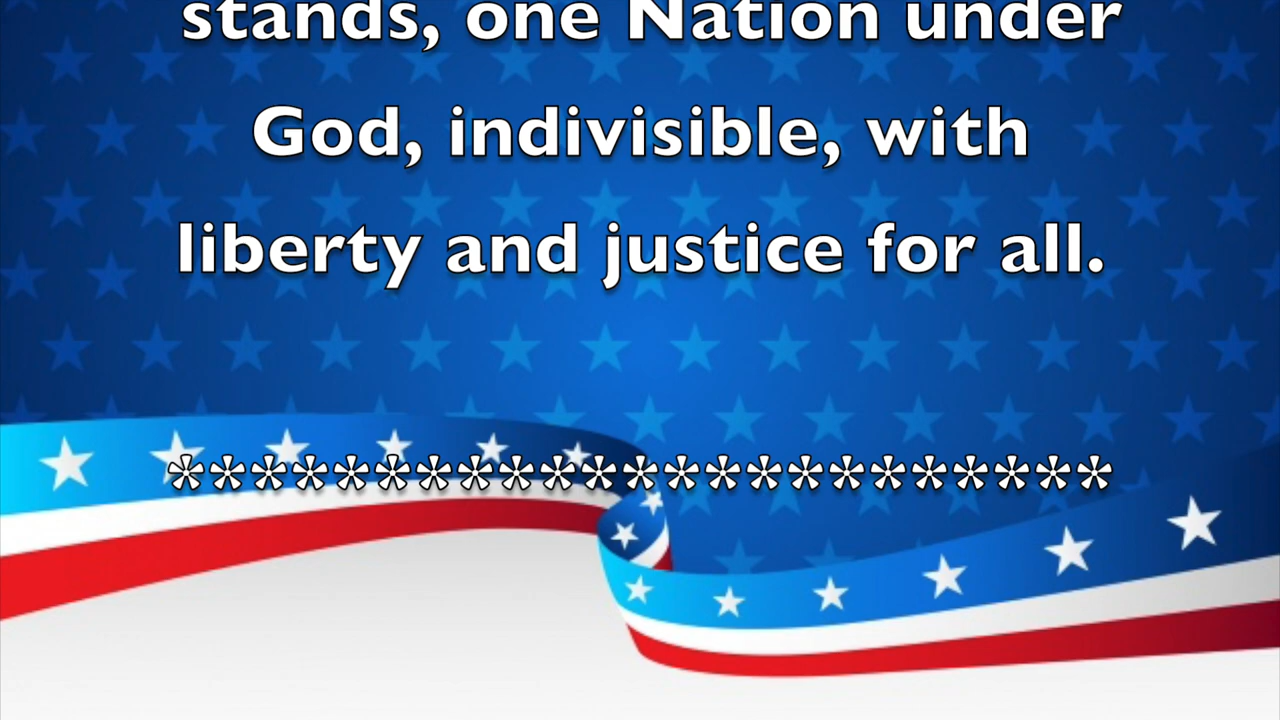 stands, one Nation under
God, indivisible, with
liberty and justice for all.
***********************